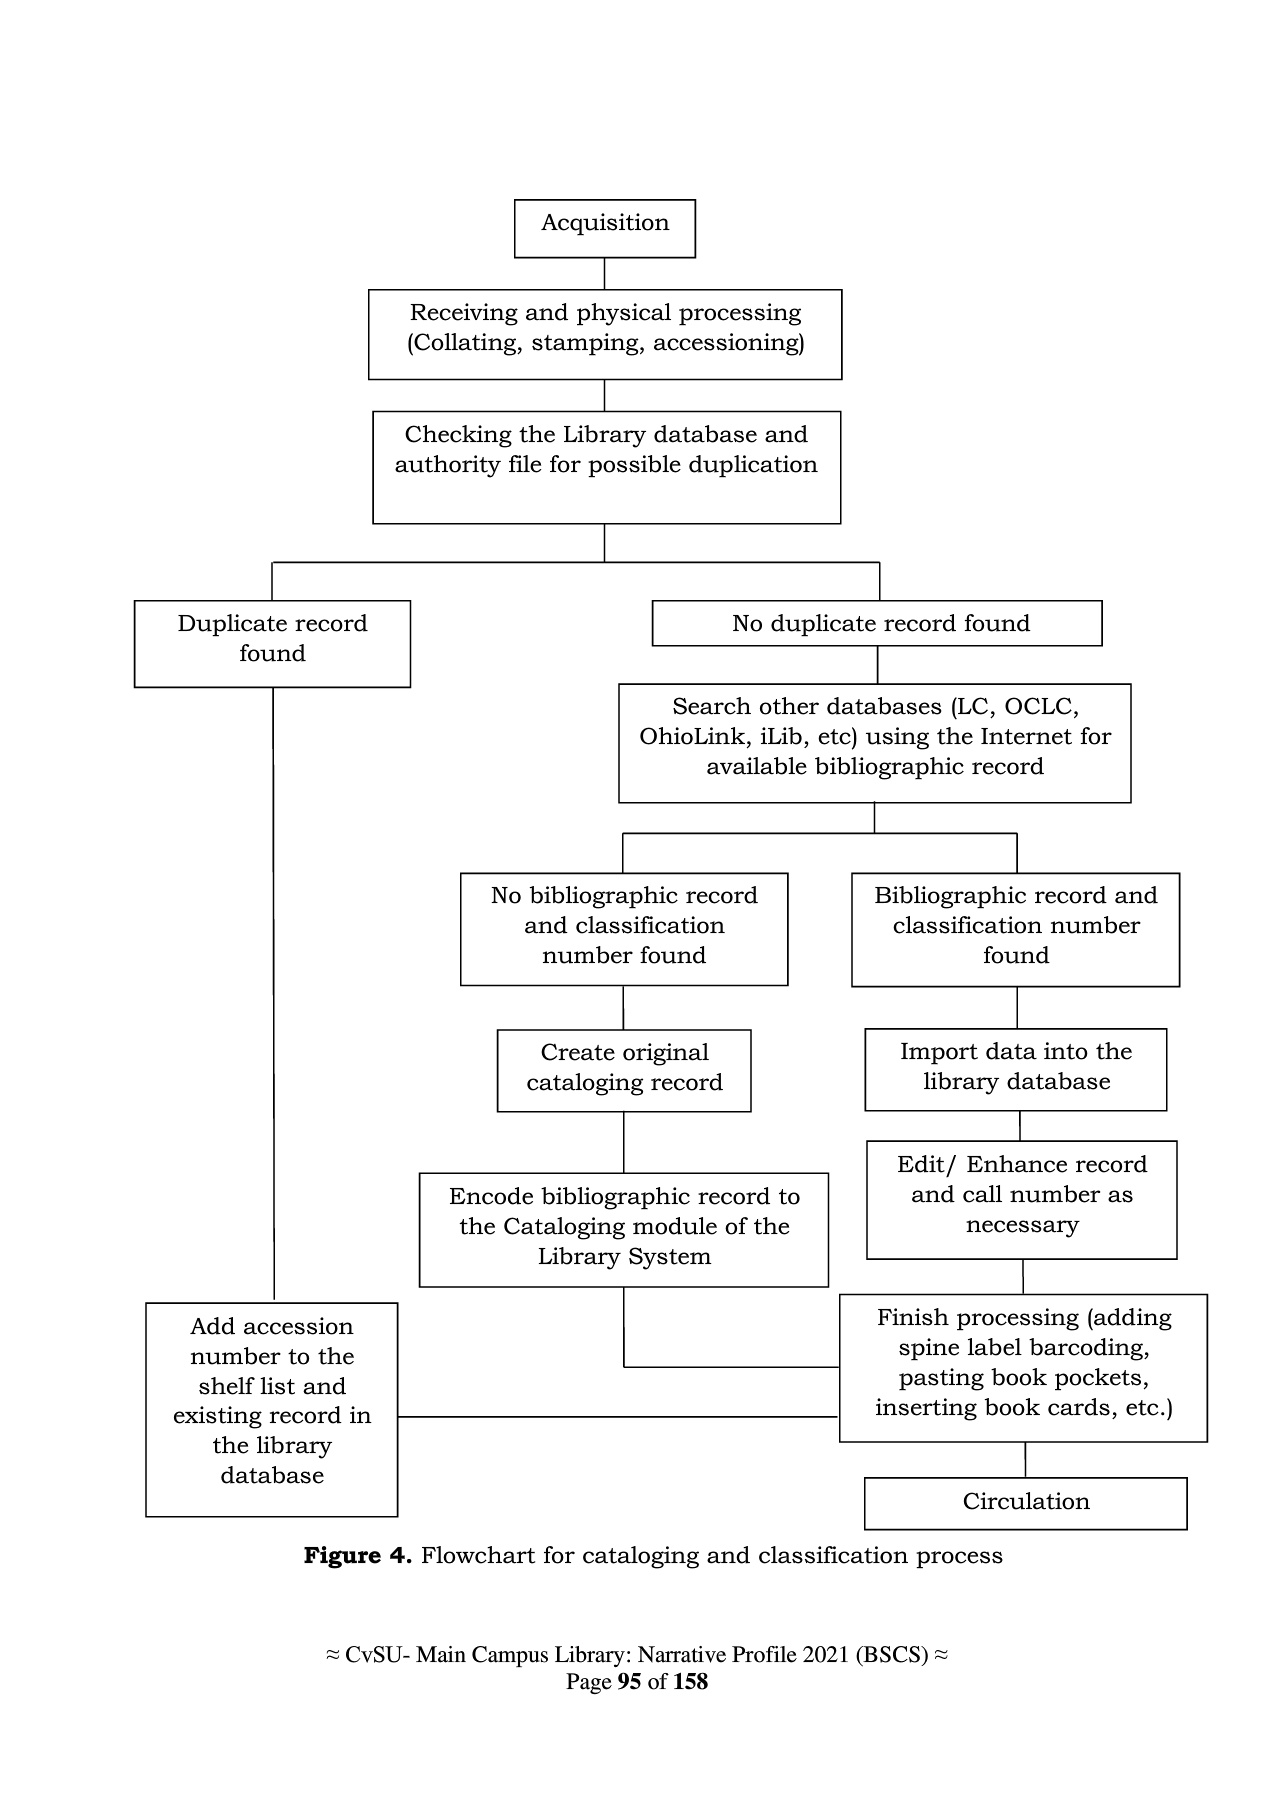 Acquisition
Receiving and physical processing
(Collating, stamping, accessioning)
Checking the Library database and
authority file for possible duplication
Duplicate record
found
No duplicate record found
Search other databases (LC, OCLC,
OhioLink, iLib, etc) using the Internet for
available bibliographic record
No bibliographic record
and classification
number found
Bibliographic record and
classification number
found
Create original
cataloging record
Import data into the
library database
Edit/ Enhance record
and call number as
necessary
Encode bibliographic record to
the Cataloging module of the
Library System
Add accession
number to the
shelf list and
existing record in
the library
database
Finish processing (adding
spine label barcoding,
pasting book pockets,
inserting book cards, etc.)
Circulation
Figure 4. Flowchart for cataloging and classification process
≈ CvSU- Main Campus Library: Narrative Profile 2021 (BSCS) ≈
Page 95 of 158